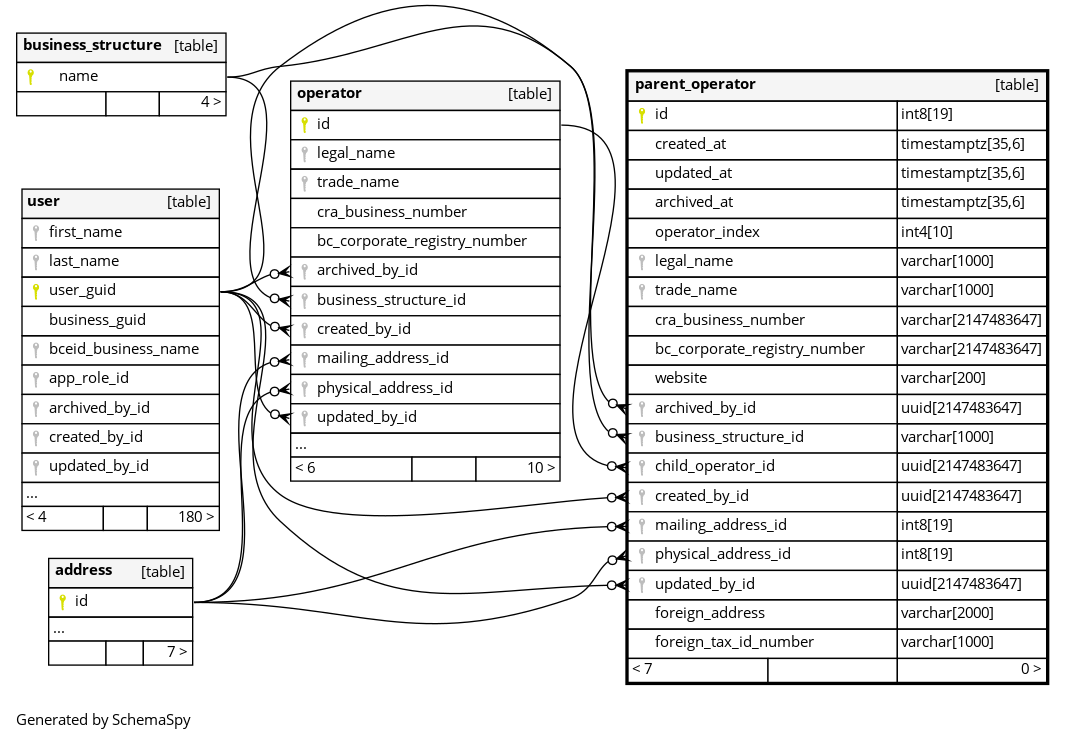 business_structure [table]
name
4 >
operator [table]
id
legal_name
trade_name
cra_business_number
bc_corporate_registry_number
archived_by_id
business_structure_id
created_by_id
mailing_address_id
physical_address_id
updated_by_id
...
< 6 10 >
user [table]
first_name
last_name
user_guid
business_guid
bceid_business_name
app_role_id
archived_by_id
created_by_id
updated_by_id
...
< 4 180 >
address [table]
id
...
7 >
parent_operator [table]
id int8[19]
created_at timestamptz[35,6]
updated_at timestamptz[35,6]
archived_at timestamptz[35,6]
operator_index int4[10]
legal_name varchar[1000]
trade_name varchar[1000]
cra_business_number varchar[2147483647]
bc_corporate_registry_number varchar[2147483647]
website varchar[200]
archived_by_id uuid[2147483647]
business_structure_id varchar[1000]
child_operator_id uuid[2147483647]
created_by_id uuid[2147483647]
mailing_address_id int8[19]
physical_address_id int8[19]
updated_by_id uuid[2147483647]
foreign_address varchar[2000]
foreign_tax_id_number varchar[1000]
< 7 0 >
Generated by SchemaSpy